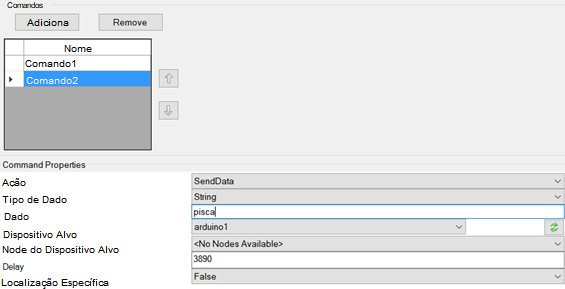 Comandos
Adiciona Remove
Nome
Comando1
Comando2
Command Properties
Ação SendData
Tipo de Dado String
Dado pisca
Dispositivo Alvo arduino1
Node do Dispositivo Alvo <No Nodes Available>
Delay 3890
Localização Específica False